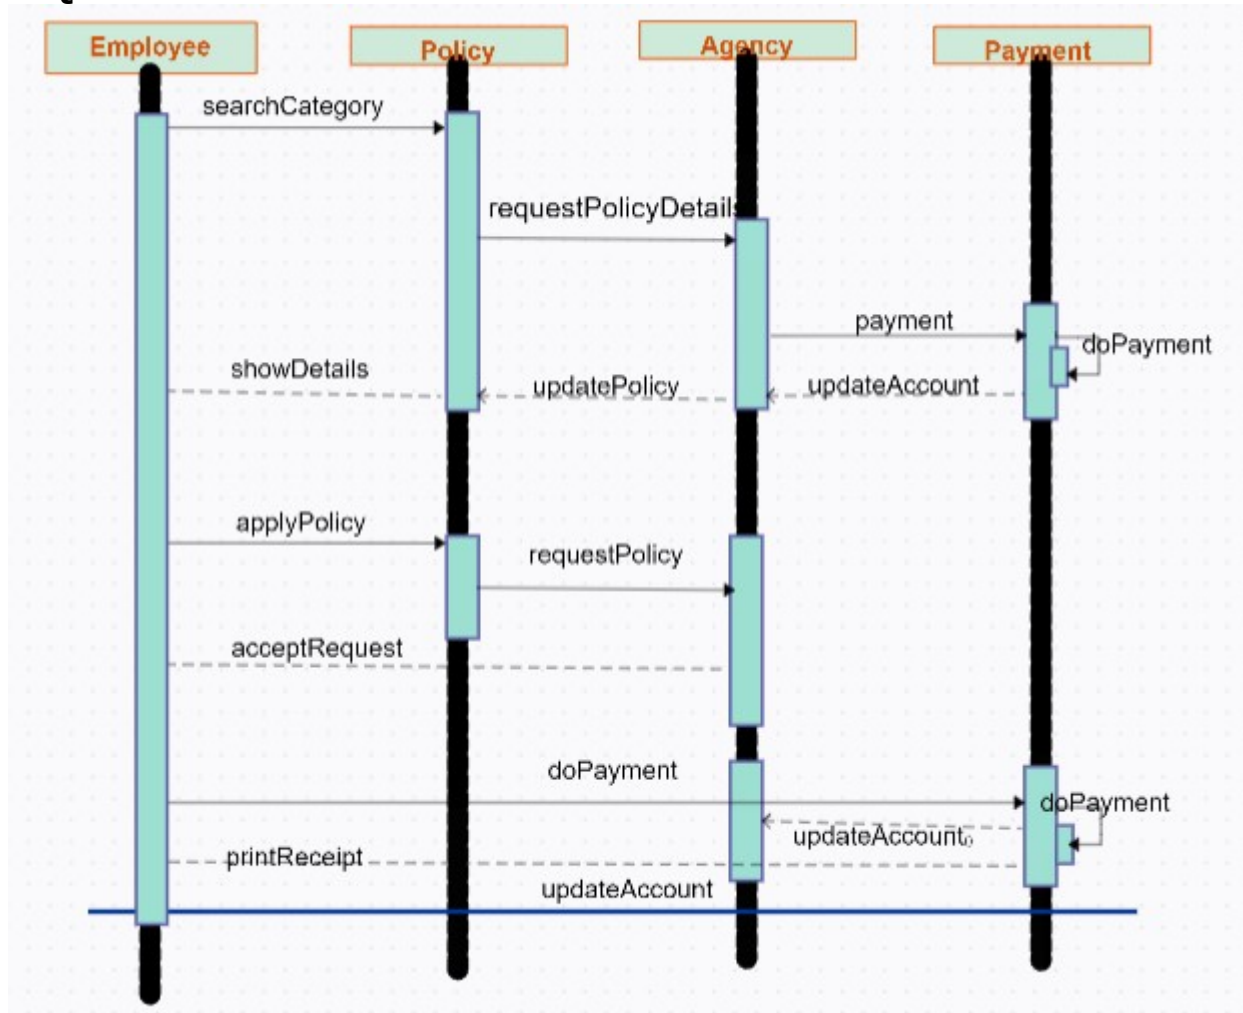 Employee
Policy
Agency
Payment
searchCategory
requestPolicyDetails
payment
doPayment
showDetails
updatePolicy
updateAccount
applyPolicy
requestPolicy
acceptRequest
doPayment
doPayment
updateAccount
printReceipt
updateAccount